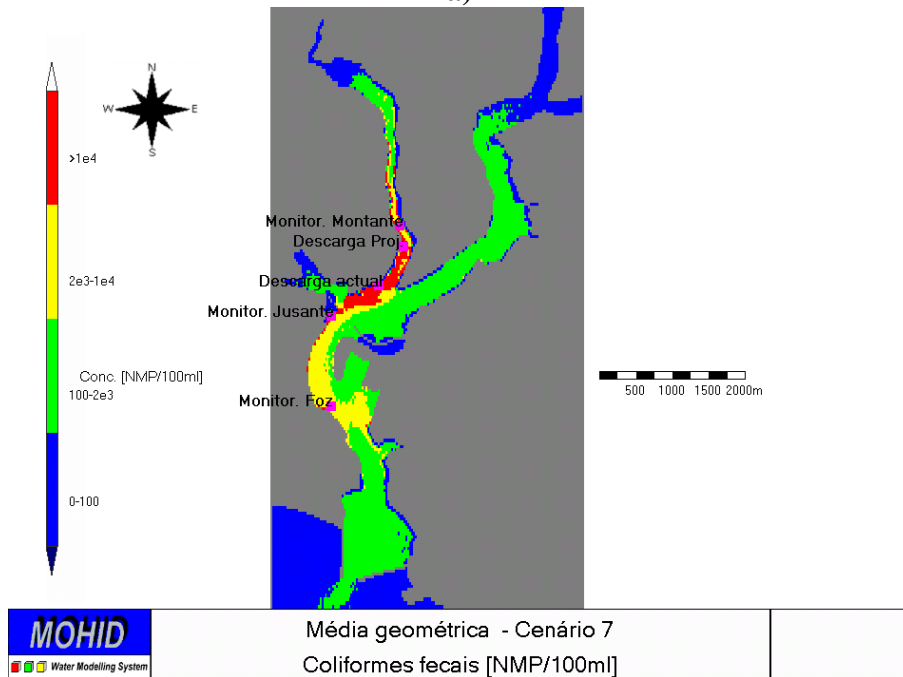 a)
N
W
E
S
>1e4
2e3-1e4
Conc. [NMP/100ml]
100-2e3
0-100
Monitor. Montante
Descarga Proj.
Descarga actual
Monitor. Jusante
Monitor. Foz
500 1000 1500 2000m
MOHID
Water Modelling System
Média geométrica - Cenário 7
Coliformes fecais [NMP/100ml]